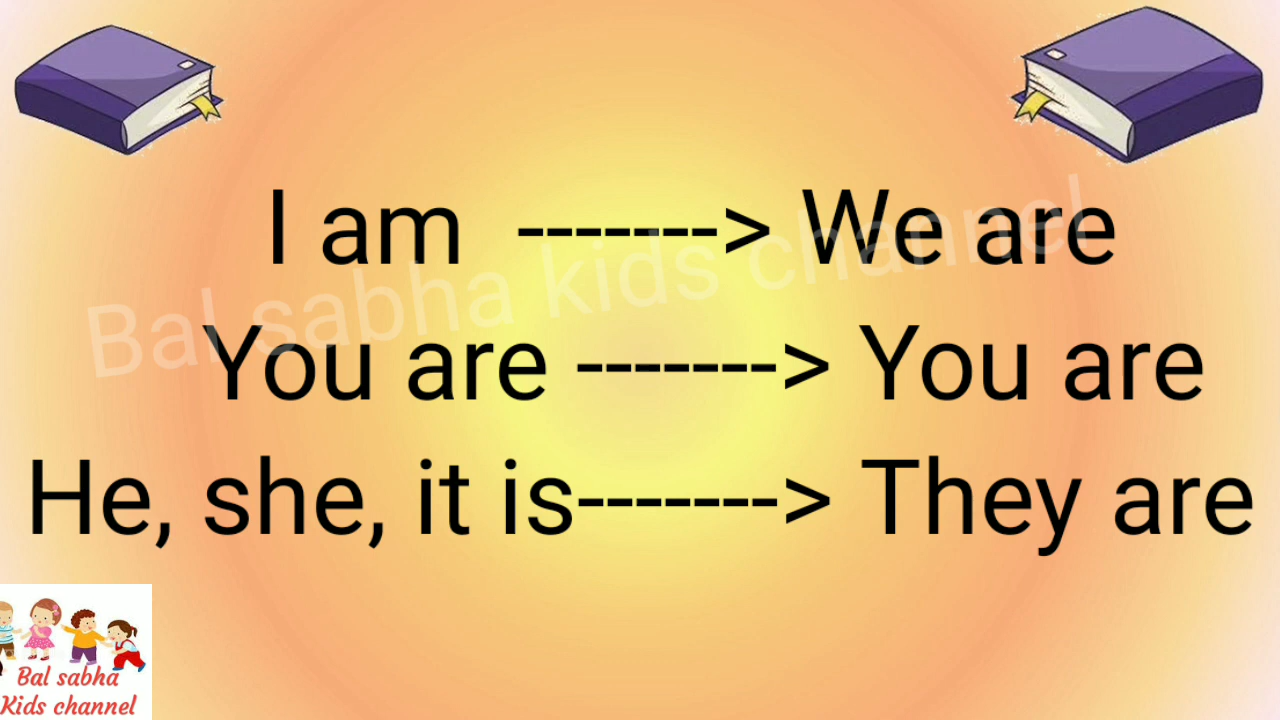 I am -------> We are
Bal sabha kids channel
You are -------> You are
He, she, it is-------> They are
Bal sabha
Kids channel